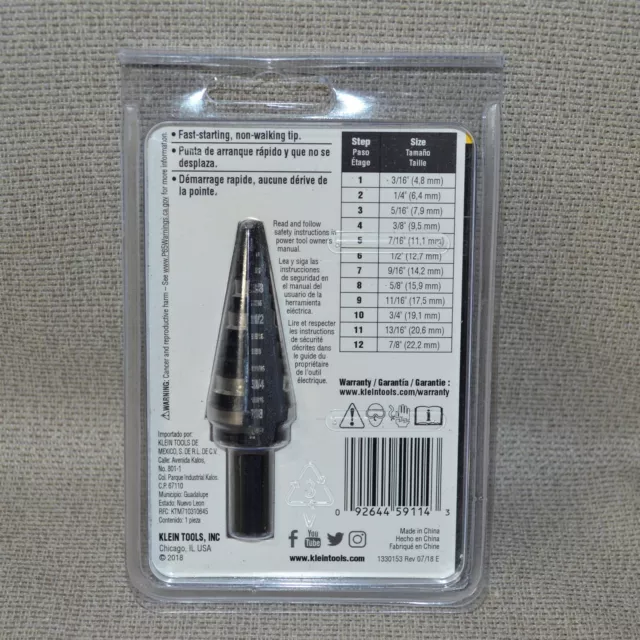 • Fast-starting, non-walking tip.
• Punta de arranque rápido y que no se
desplaza.
• Démarrage rapide, aucune dérive de
la pointe.
Step Size
Paso Tamaño
Étage Taille
1 3/16" (4,8 mm)
2 1/4" (6,4 mm)
3 5/16" (7,9 mm)
4 3/8" (9,5 mm)
5 7/16" (11,1 mm)
6 1/2" (12,7 mm)
7 9/16" (14,2 mm)
8 5/8" (15,9 mm)
9 11/16" (17,5 mm)
10 3/4" (19,1 mm)
11 13/16" (20,6 mm)
12 7/8" (22,2 mm)
Read and follow
safety instructions in
power tool owner's
manual.
Lea y siga las
instrucciones
de seguridad en
el manual del
usuario de la
herramienta
eléctrica.
Lire et respecter
les instructions
de sécurité
décrites dans
le guide du
propriétaire
de l'outil
électrique.
WARNING: Cancer and reproductive harm – See www.P65Warnings.ca.gov for more information.
Warranty / Garantía / Garantie :
www.kleintools.com/warranty
Importado por:
KLEIN TOOLS DE
MEXICO, S. DE R.L. DE C.V.
Calle: Avenida Kalos,
No. 801-1
Col. Parque Industrial Kalos.
C.P. 67110
Municipio: Guadalupe
Estado: Nuevo Leon
RFC: KTM710310645
Contenido: 1 pieza
KLEIN TOOLS, INC
Chicago, IL USA
© 2018
You
Tube
www.kleintools.com
0 92644 59114 3
Made in China
Hecho en China
Fabriqué en Chine
1330153 Rev 07/18 E